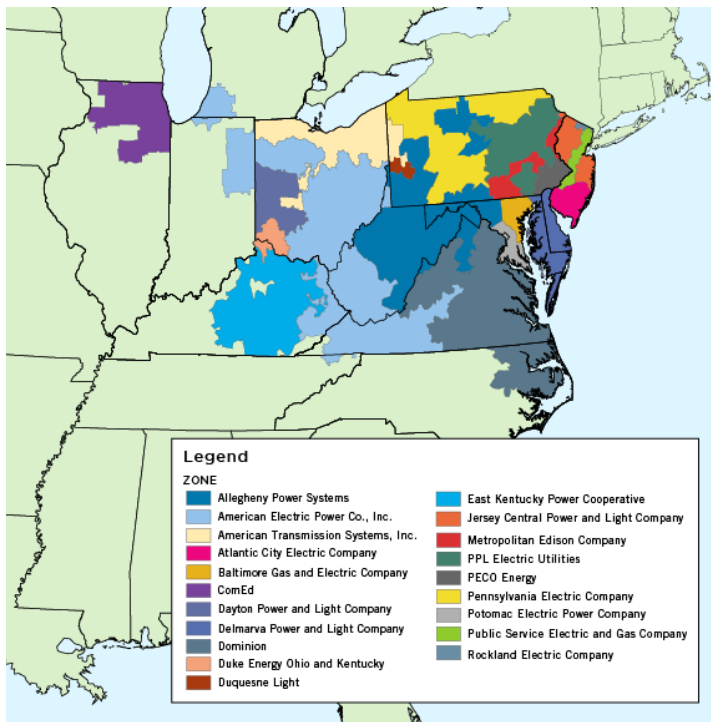 Legend
ZONE
Allegheny Power Systems
American Electric Power Co., Inc.
American Transmission Systems, Inc.
Atlantic City Electric Company
Baltimore Gas and Electric Company
ComEd
Dayton Power and Light Company
Delmarva Power and Light Company
Dominion
Duke Energy Ohio and Kentucky
Duquesne Light
East Kentucky Power Cooperative
Jersey Central Power and Light Company
Metropolitan Edison Company
PPL Electric Utilities
PECO Energy
Pennsylvania Electric Company
Potomac Electric Power Company
Public Service Electric and Gas Company
Rockland Electric Company